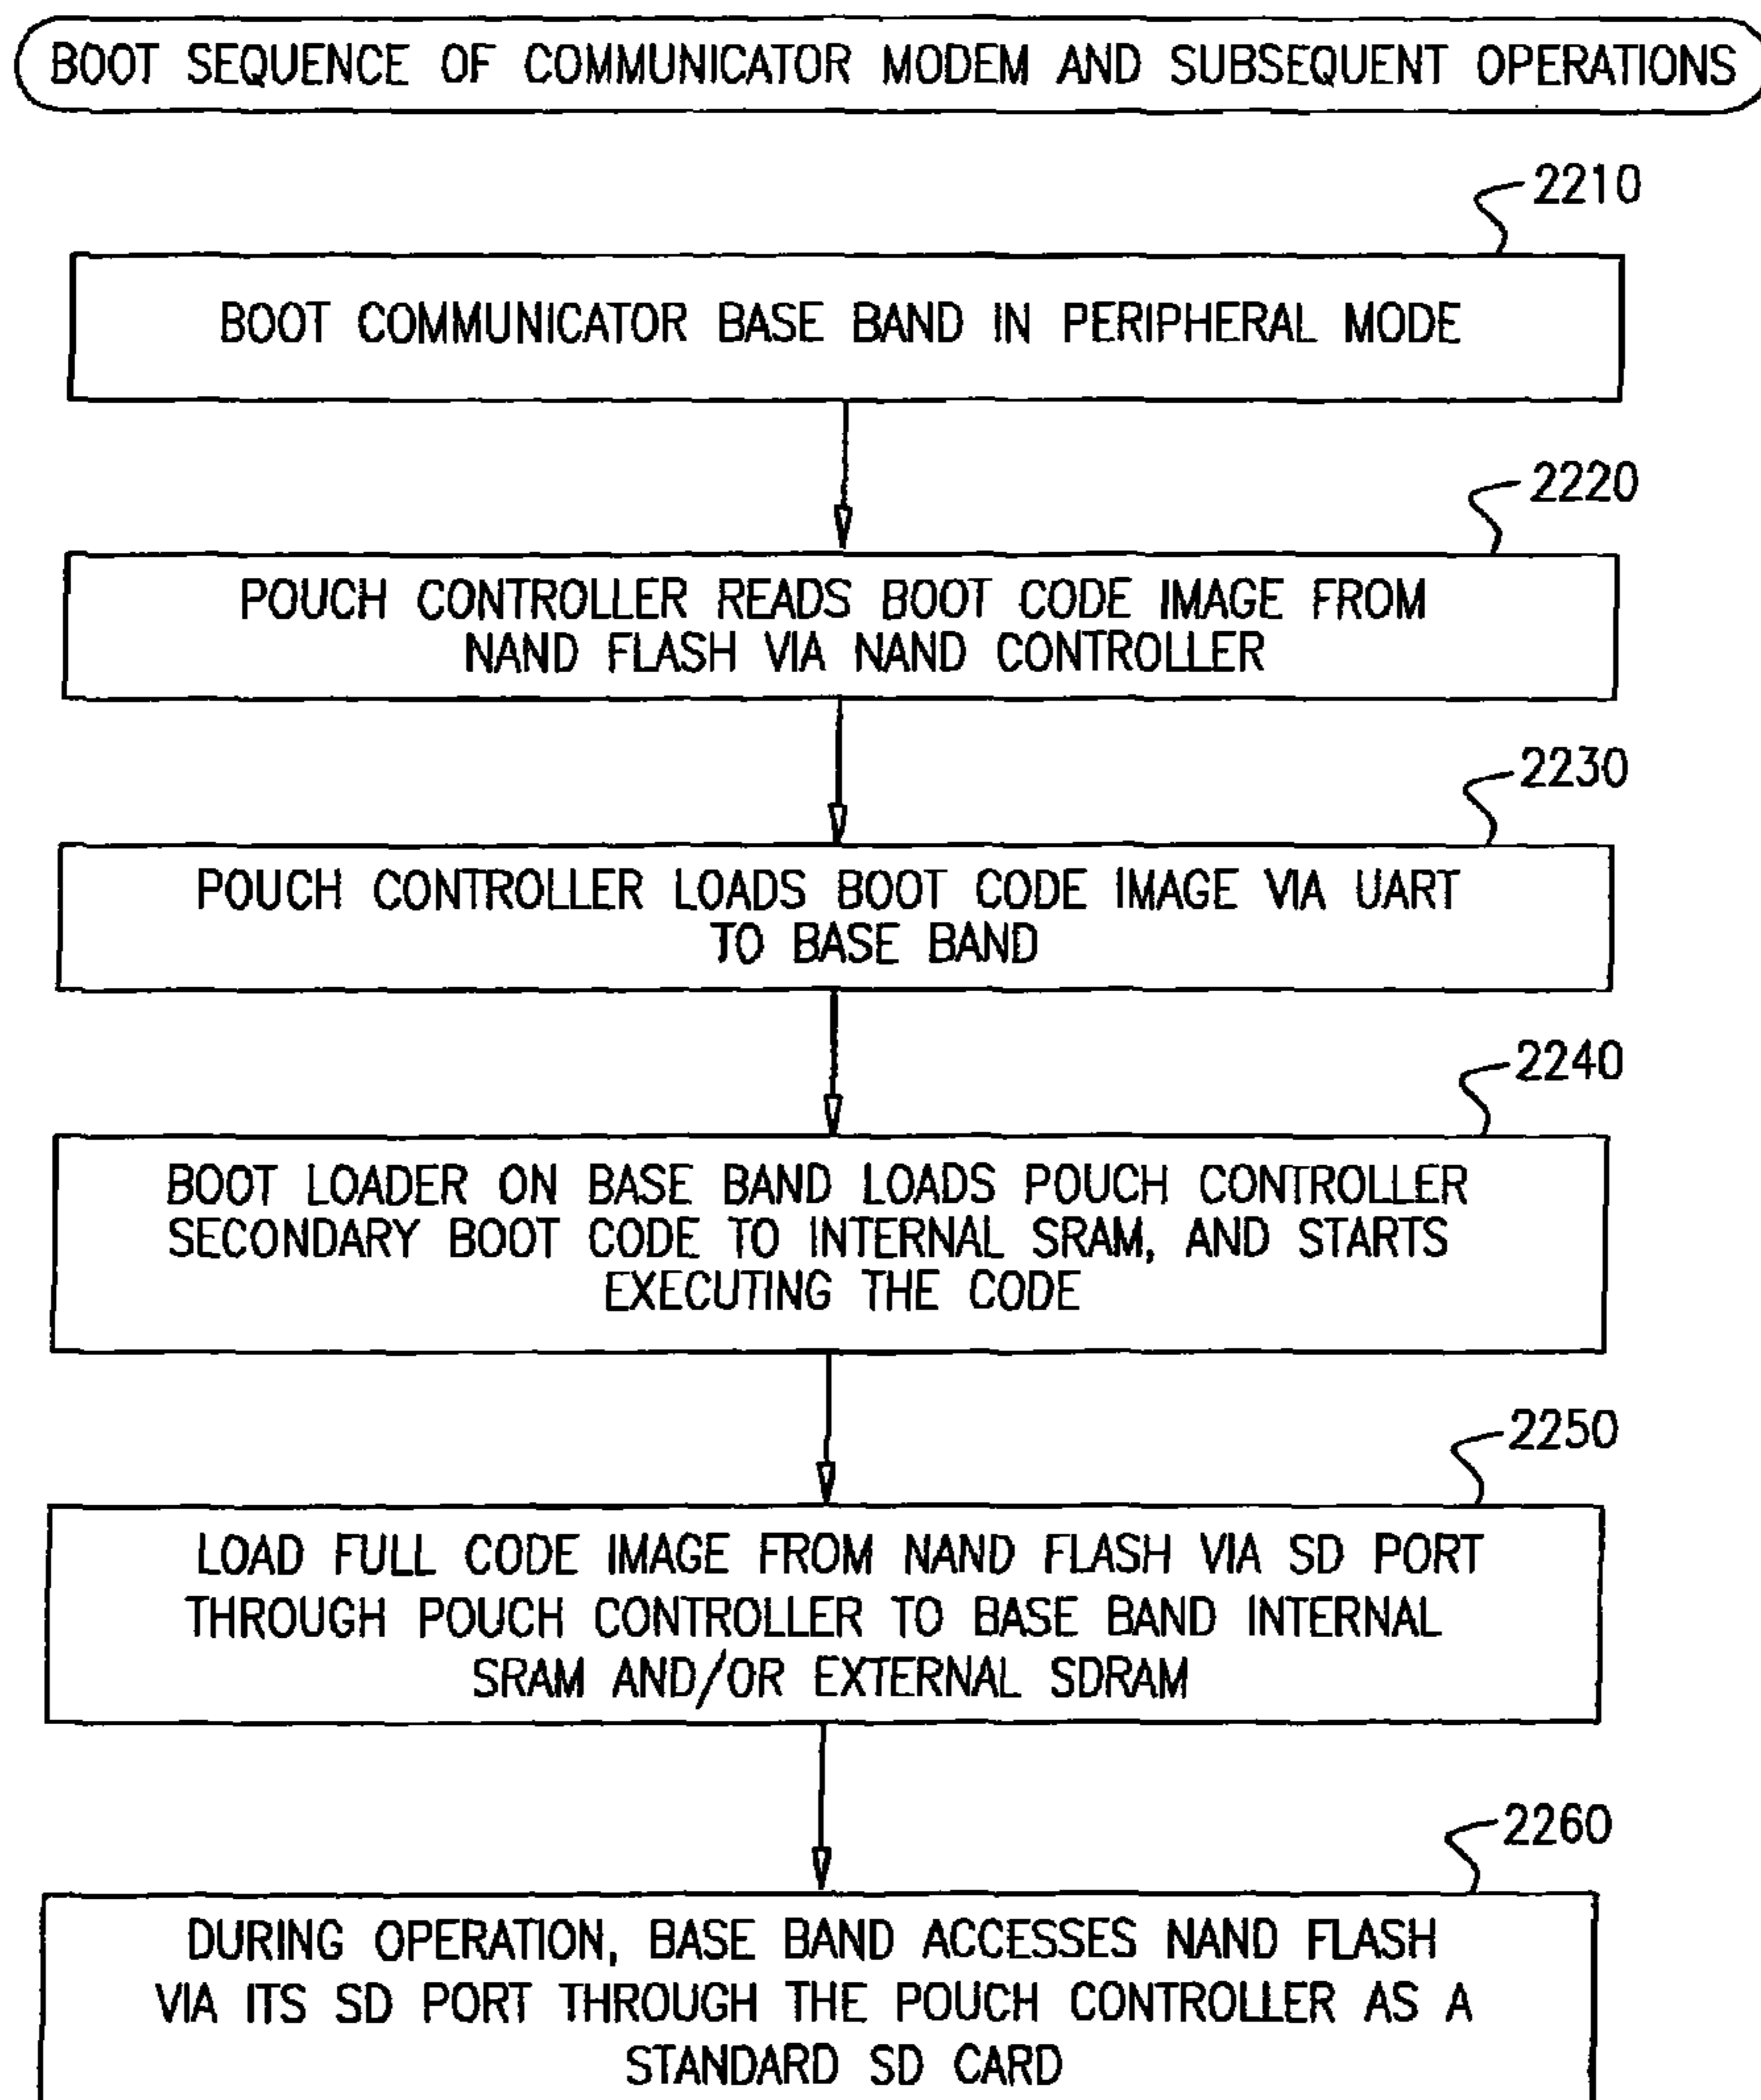 BOOT SEQUENCE OF COMMUNICATOR MODEM AND SUBSEQUENT OPERATIONS
2210
BOOT COMMUNICATOR BASE BAND IN PERIPHERAL MODE
2220
POUCH CONTROLLER READS BOOT CODE IMAGE FROM
NAND FLASH VIA NAND CONTROLLER
2230
POUCH CONTROLLER LOADS BOOT CODE IMAGE VIA UART
TO BASE BAND
2240
BOOT LOADER ON BASE BAND LOADS POUCH CONTROLLER
SECONDARY BOOT CODE TO INTERNAL SRAM, AND STARTS
EXECUTING THE CODE
2250
LOAD FULL CODE IMAGE FROM NAND FLASH VIA SD PORT
THROUGH POUCH CONTROLLER TO BASE BAND INTERNAL
SRAM AND/OR EXTERNAL SDRAM
2260
DURING OPERATION, BASE BAND ACCESSES NAND FLASH
VIA ITS SD PORT THROUGH THE POUCH CONTROLLER AS A
STANDARD SD CARD